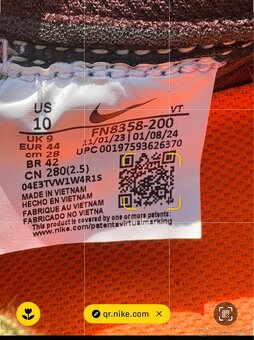 US
10
VT
UK 9
FN8358-200
EUR 44
11/01/23 01/08/24
cm 28
UPC 00197593626370
BR 42
CN 280(2.5)
04E3TVW1W4R1S
MADE IN VIETNAM
HECHO EN VIETNAM
FABRIQUE AU VIETNAM
FABRICADO NO VIETNAM
This product is covered by one or more patents:
www.nike.com/patentsvirtualmarking
qr.nike.com ×